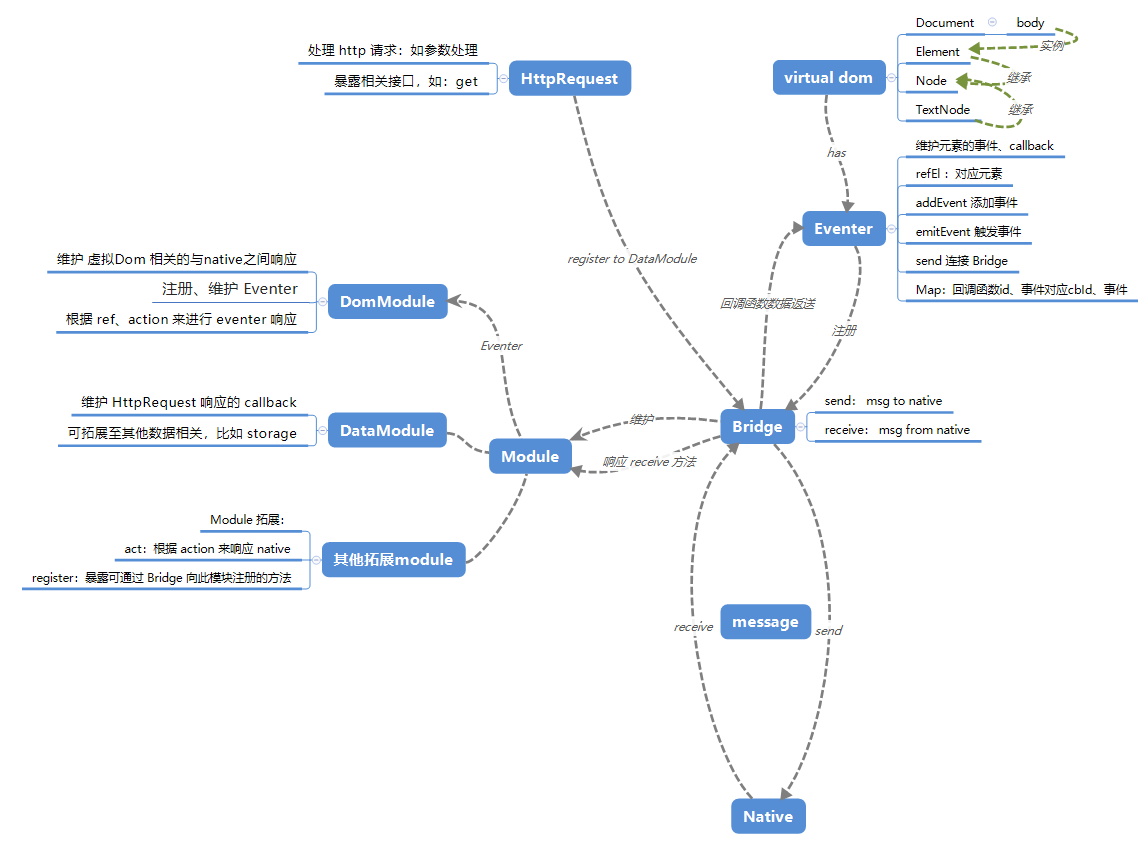 处理 http 请求：如参数处理
暴露相关接口，如：get
HttpRequest
virtual dom
Document
body
Element
Node
TextNode
实例
继承
继承
has
维护元素的事件、callback
refEl ：对应元素
addEvent 添加事件
emitEvent 触发事件
send 连接 Bridge
Map：回调函数id、事件对应cbId、事件
Eventer
register to DataModule
回调函数数据返送
注册
维护 虚拟Dom 相关的与native之间响应
注册、维护 Eventer
根据 ref、action 来进行 eventer 响应
DomModule
Eventer
维护 HttpRequest 响应的 callback
可拓展至其他数据相关，比如 storage
DataModule
Module
维护
响应 receive 方法
Bridge
send： msg to native
receive： msg from native
Module 拓展:
act：根据 action 来响应 native
register：暴露可通过 Bridge 向此模块注册的方法
其他拓展module
receive
message
send
Native